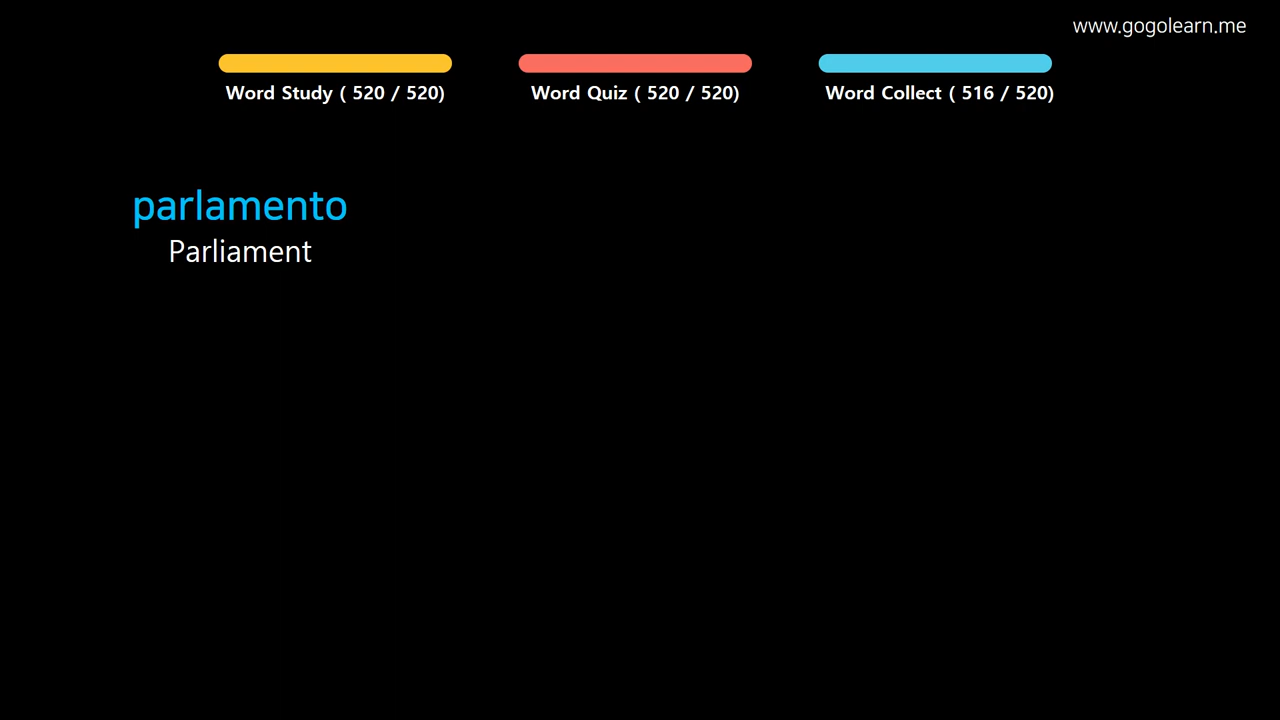 www.gogolearn.me
Word Study ( 520 / 520)
Word Quiz ( 520 / 520)
Word Collect ( 516 / 520)
parlamento
Parliament